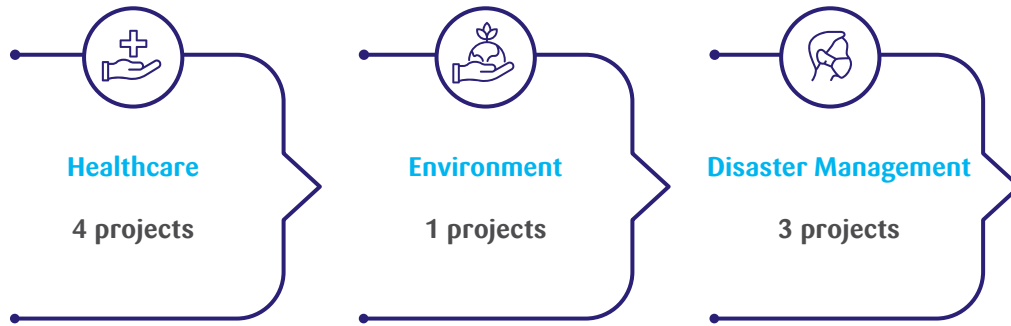 Healthcare
4 projects
Environment
1 projects
Disaster Management
3 projects